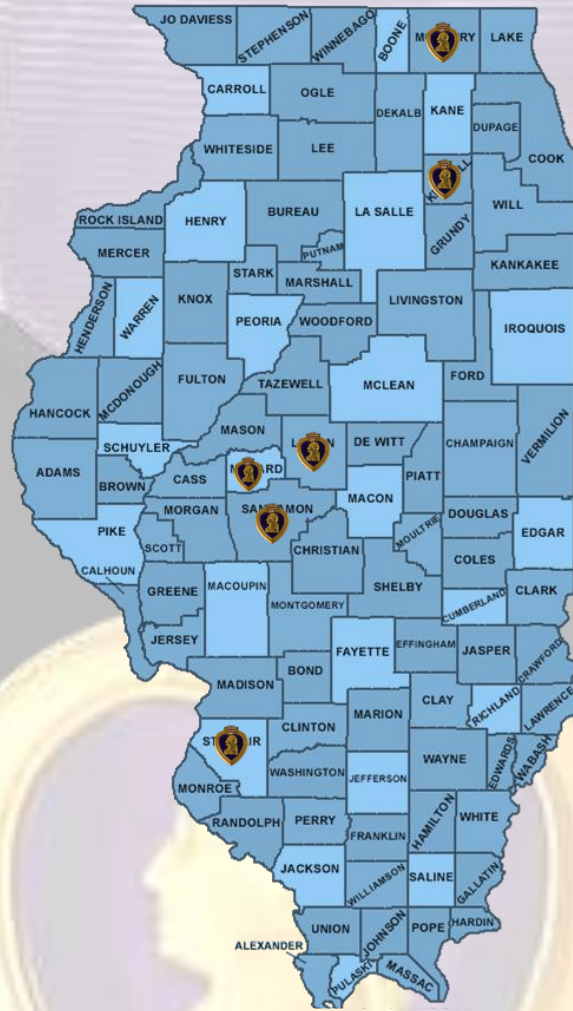 JO DAVIESS
STEPHENSON
WINNEBAGO
BOONE
LAKE
CARROLL
OGLE
DEKALB
KANE
DUPAGE
COOK
WHITESIDE
LEE
ROCK ISLAND
HENRY
BUREAU
LA SALLE
WILL
PUTNAM
GRUNDY
MERCER
STARK
MARSHALL
KANKAKEE
HENDERSON
WARREN
KNOX
PEORIA
WOODFORD
LIVINGSTON
IROQUOIS
FULTON
TAZEWELL
MCLEAN
FORD
HANCOCK
MCDONOUGH
MASON
DE WITT
CHAMPAIGN
VERMILION
SCHUYLER
ADAMS
BROWN
CASS
PIATT
MACON
MORGAN
DOUGLAS
PIKE
SCOTT
CHRISTIAN
MOULTRIE
EDGAR
COLES
CALHOUN
GREENE
MACOUPIN
SHELBY
CUMBERLAND
CLARK
MONTGOMERY
JERSEY
FAYETTE
EFFINGHAM
JASPER
CRAWFORD
MADISON
BOND
CLAY
RICHLAND
LAWRENCE
MARION
CLINTON
WAYNE
EDWARDS
WABASH
WASHINGTON
JEFFERSON
MONROE
RANDOLPH
PERRY
HAMILTON
WHITE
FRANKLIN
JACKSON
WILLIAMSON
SALINE
GALLATIN
UNION
JOHNSON
POPE
HARDIN
ALEXANDER
PULASKI
MASSAC